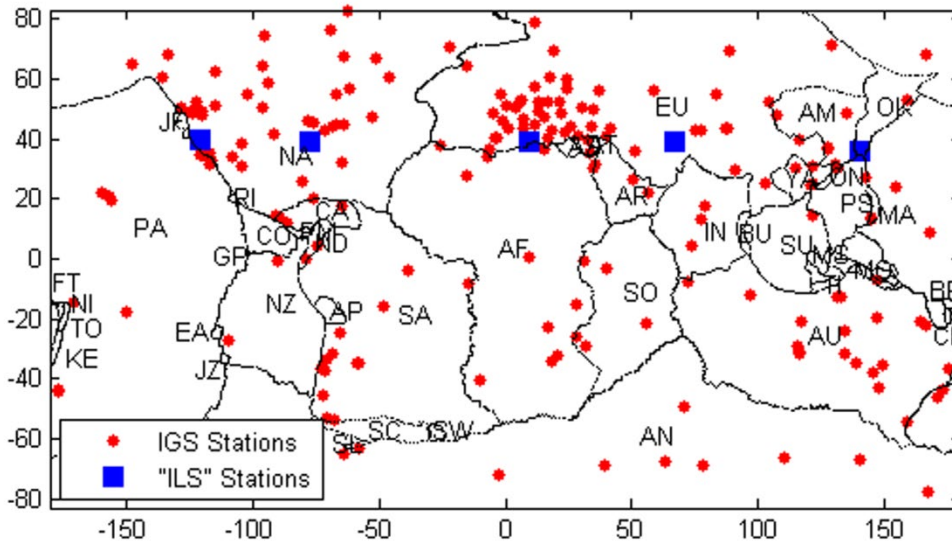 80
60
40
20
0
-20
-40
-60
-80
-150
-100
-50
0
50
100
150
JF
NA
RI
CA
CO
ND
GP
PA
FT
NI
TO
KE
EA
JZ
NZ
AP
SA
AF
SC
SW
SL
AN
EU
AT
AR
IN
BU
SO
SU
AM
OK
YA
ON
PS
MA
MS
AU
IGS Stations
"ILS" Stations